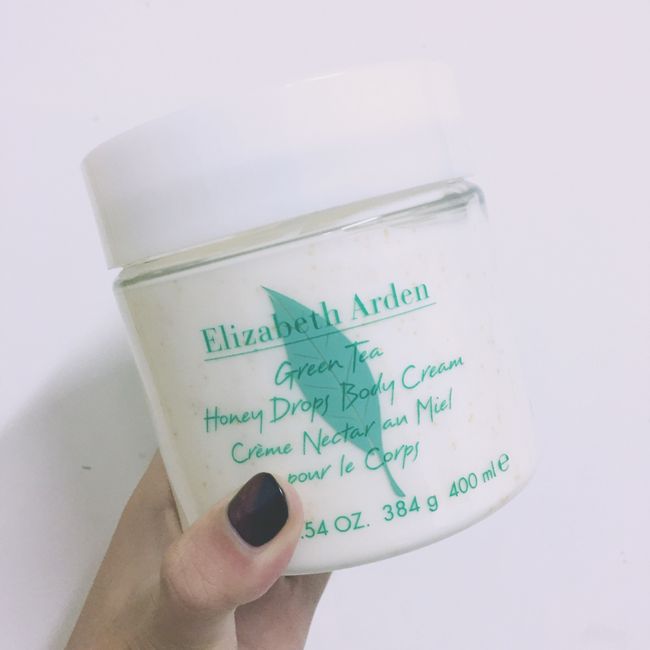 Elizabeth Arden
Green Tea
Honey Drops Body Cream
Crème Nectar au Miel
pour le Corps
.54 OZ. 384 g 400 ml e